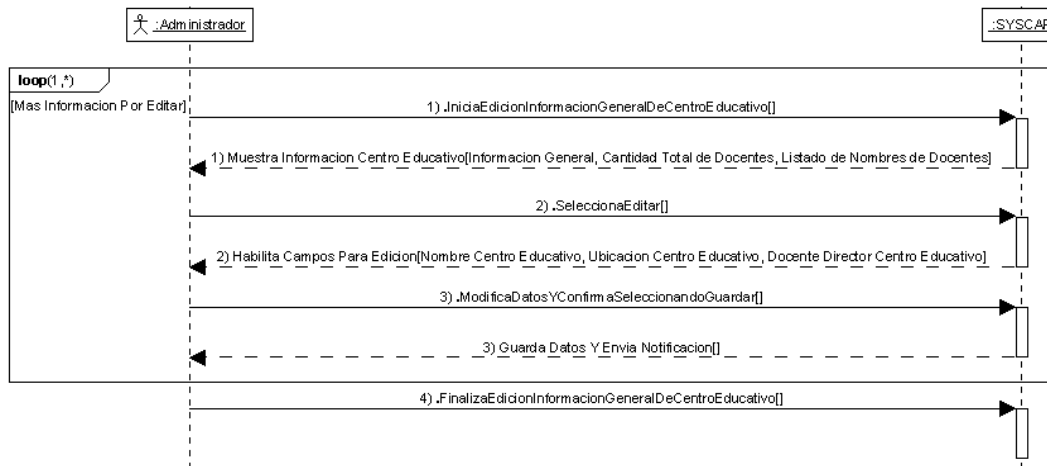 :Administrador
:SYSCAP
loop(1,*)
[Mas Informacion Por Editar]
1) .IniciaEdicionInformacionGeneralDeCentroEducativo[]
1) Muestra Informacion Centro Educativo[Informacion General, Cantidad Total de Docentes, Listado de Nombres de Docentes]
2) .SeleccionaEditar[]
2) Habilita Campos Para Edicion[Nombre Centro Educativo, Ubicacion Centro Educativo, Docente Director Centro Educativo]
3) .ModificaDatosYConfirmaSeleccionandoGuardar[]
3) Guarda Datos Y Envia Notificacion[]
4) .FinalizaEdicionInformacionGeneralDeCentroEducativo[]